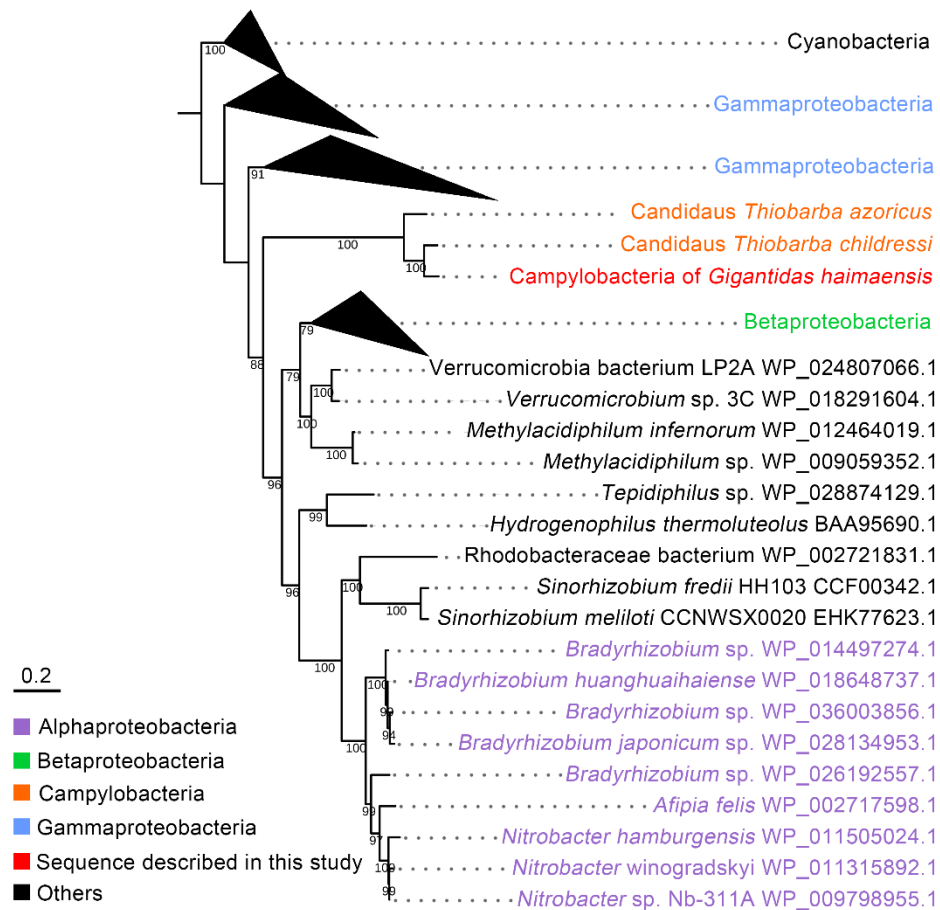 100
Cyanobacteria
Gammaproteobacteria
91
Gammaproteobacteria
Candidaus Thiobarba azoricus
100
Candidaus Thiobarba childressi
100
Campylobacteria of Gigantidas haimaensis
79
Betaproteobacteria
88
79
Verrucomicrobia bacterium LP2A WP_024807066.1
100
Verrucomicrobium sp. 3C WP_018291604.1
100
Methylacidiphilum infernorum WP_012464019.1
100
Methylacidiphilum sp. WP_009059352.1
96
Tepidiphilus sp. WP_028874129.1
99
Hydrogenophilus thermoluteolus BAA95690.1
Rhodobacteraceae bacterium WP_002721831.1
96
100
Sinorhizobium fredii HH103 CCF00342.1
100
Sinorhizobium meliloti CCNWSX0020 EHK77623.1
Bradyrhizobium sp. WP_014497274.1
100
0.2
100
Bradyrhizobium huanghuaihaiense WP_018648737.1
99
Bradyrhizobium sp. WP_036003856.1
Alphaproteobacteria
94
100
Bradyrhizobium japonicum sp. WP_028134953.1
Betaproteobacteria
Bradyrhizobium sp. WP_026192557.1
Campylobacteria
99
Afipia felis WP_002717598.1
Gammaproteobacteria
97
Nitrobacter hamburgensis WP_011505024.1
Sequence described in this study
100
Nitrobacter winogradskyi WP_011315892.1
Others
99
Nitrobacter sp. Nb-311A WP_009798955.1